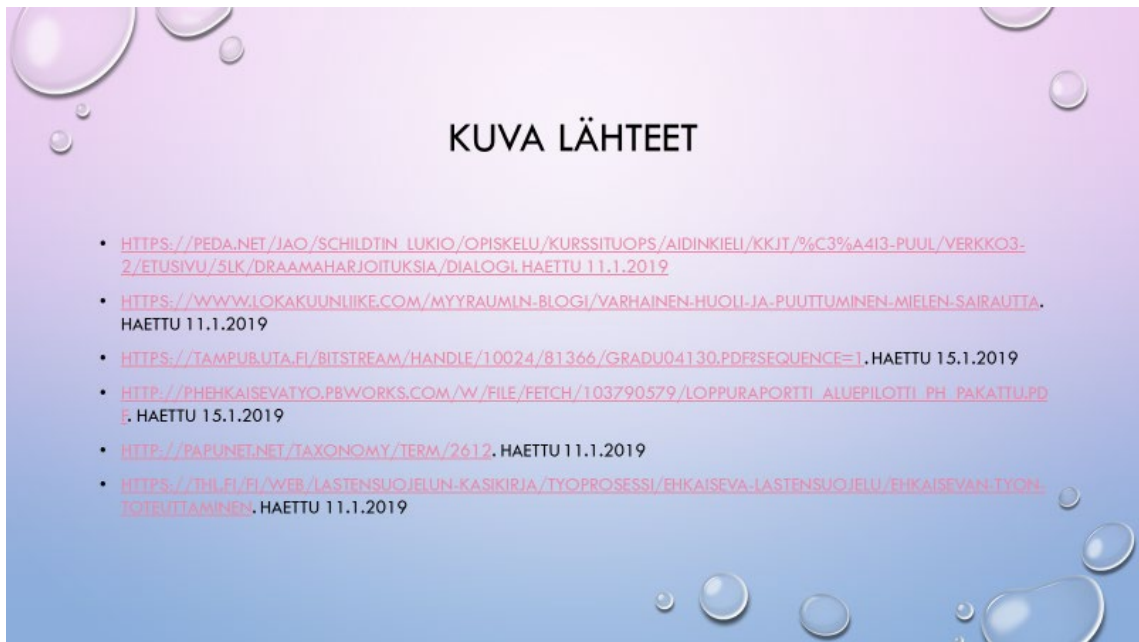 KUVA LÄHTEET
• HTTPS://PEDA.NET/JAO/SCHILDTIN_LUKIO/OPISKELU/KURSSITUOPS/AIDINKIELI/KKJT/%C3%A4I3-PUUL/VERKKO3-
2/ETUSIVU/5LK/DRAAMAHARJOITUKSIA/DIALOGI. HAETTU 11.1.2019
• HTTPS://WWW.LOKAKUUNLIIKE.COM/MYYRAUMLN-BLOGI/VARHAINEN-HUOLI-JA-PUUTTUMINEN-MIELEN-SAIRAUTTA.
HAETTU 11.1.2019
• HTTPS://TAMPUB.UTA.FI/BITSTREAM/HANDLE/10024/81366/GRADU04130.PDF?SEQUENCE=1. HAETTU 15.1.2019
• HTTP://PHEHKAISEVATYO.PBWORKS.COM/W/FILE/FETCH/103790579/LOPPURAPORTTI_ALUEPILOTTI_PH_PAKATTU.PD
F. HAETTU 15.1.2019
• HTTP://PAPUNET.NET/TAXONOMY/TERM/2612. HAETTU 11.1.2019
• HTTPS://THL.FI/FI/WEB/LASTENSUOJELUN-KASIKIRJA/TYOPROSESSI/EHKAISEVA-LASTENSUOJELU/EHKAISEVAN-TYON-
TOTEUTTAMINEN. HAETTU 11.1.2019